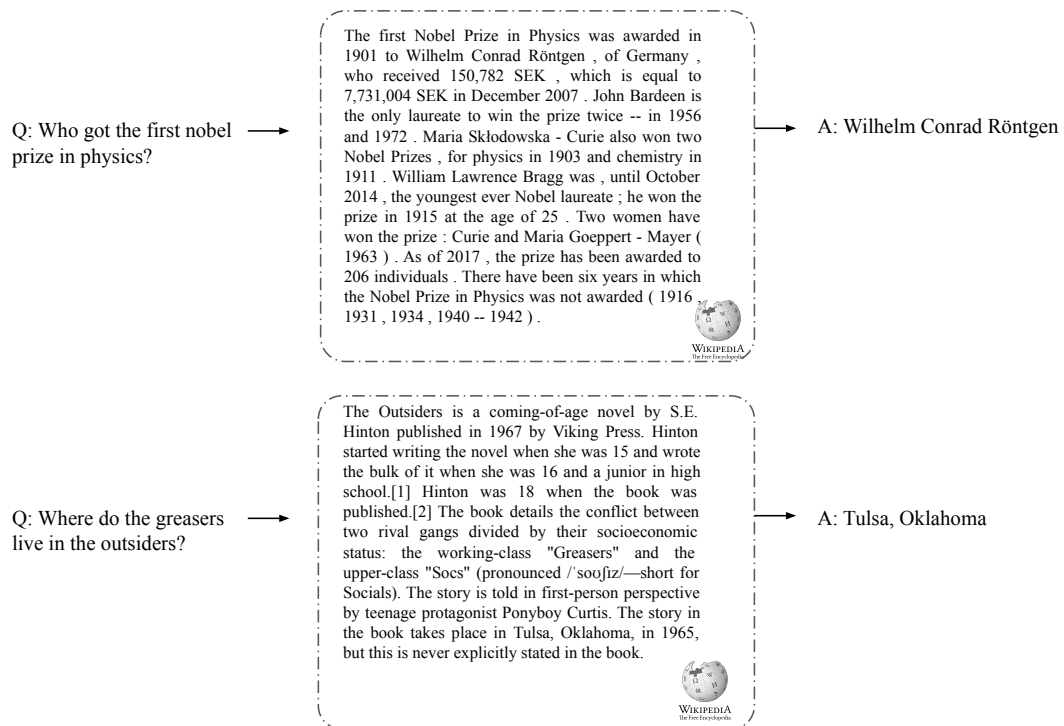 Q: Who got the first nobel
prize in physics?
The first Nobel Prize in Physics was awarded in
1901 to Wilhelm Conrad Röntgen , of Germany ,
who received 150,782 SEK , which is equal to
7,731,004 SEK in December 2007 . John Bardeen is
the only laureate to win the prize twice -- in 1956
and 1972 . Maria Skłodowska - Curie also won two
Nobel Prizes , for physics in 1903 and chemistry in
1911 . William Lawrence Bragg was , until October
2014 , the youngest ever Nobel laureate ; he won the
prize in 1915 at the age of 25 . Two women have
won the prize : Curie and Maria Goeppert - Mayer (
1963 ) . As of 2017 , the prize has been awarded to
206 individuals . There have been six years in which
the Nobel Prize in Physics was not awarded ( 1916 ,
1931 , 1934 , 1940 -- 1942 ) .
WIKIPEDIA
The Free Encyclopedia
A: Wilhelm Conrad Röntgen
Q: Where do the greasers
live in the outsiders?
The Outsiders is a coming-of-age novel by S.E.
Hinton published in 1967 by Viking Press. Hinton
started writing the novel when she was 15 and wrote
the bulk of it when she was 16 and a junior in high
school.[1] Hinton was 18 when the book was
published.[2] The book details the conflict between
two rival gangs divided by their socioeconomic
status: the working-class "Greasers" and the
upper-class "Socs" (pronounced /ˈsoʊʃɪz/—short for
Socials). The story is told in first-person perspective
by teenage protagonist Ponyboy Curtis. The story in
the book takes place in Tulsa, Oklahoma, in 1965,
but this is never explicitly stated in the book.
WIKIPEDIA
The Free Encyclopedia
A: Tulsa, Oklahoma